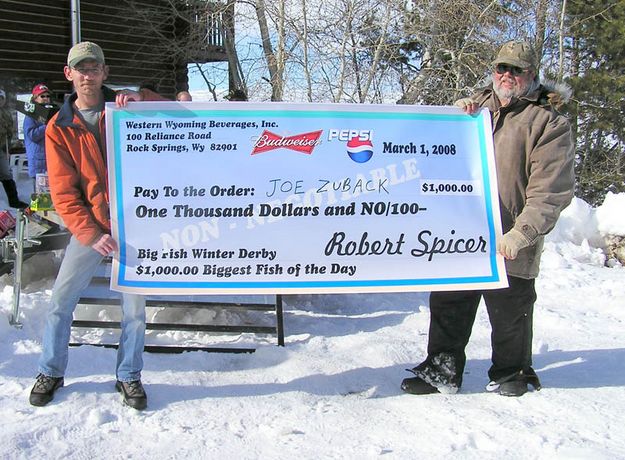 Western Wyoming Beverages, Inc.
100 Reliance Road
Rock Springs, Wy 82901
Budweiser
PEPSI
March 1, 2008
Pay To the Order: JOE ZUBACK $1,000.00
One Thousand Dollars and NO/100–
NON - NEGOTIABLE
Big Fish Winter Derby
Robert Spicer
$1,000.00 Biggest Fish of the Day